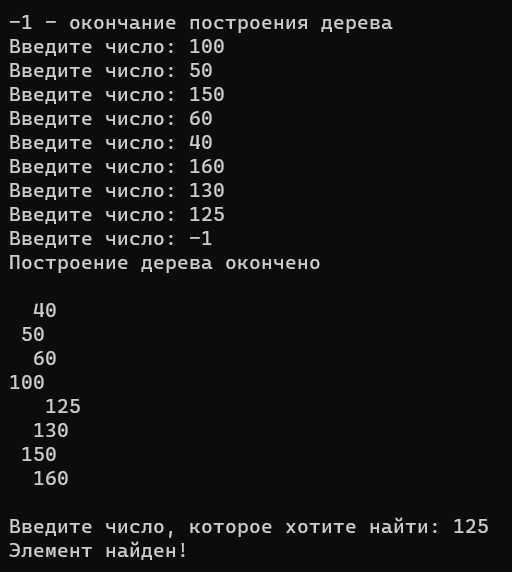 -1 - окончание построения дерева
Введите число: 100
Введите число: 50
Введите число: 150
Введите число: 60
Введите число: 40
Введите число: 160
Введите число: 130
Введите число: 125
Введите число: -1
Построение дерева окончено

  40
 50
  60
100
   125
  130
 150
  160

Введите число, которое хотите найти: 125
Элемент найден!